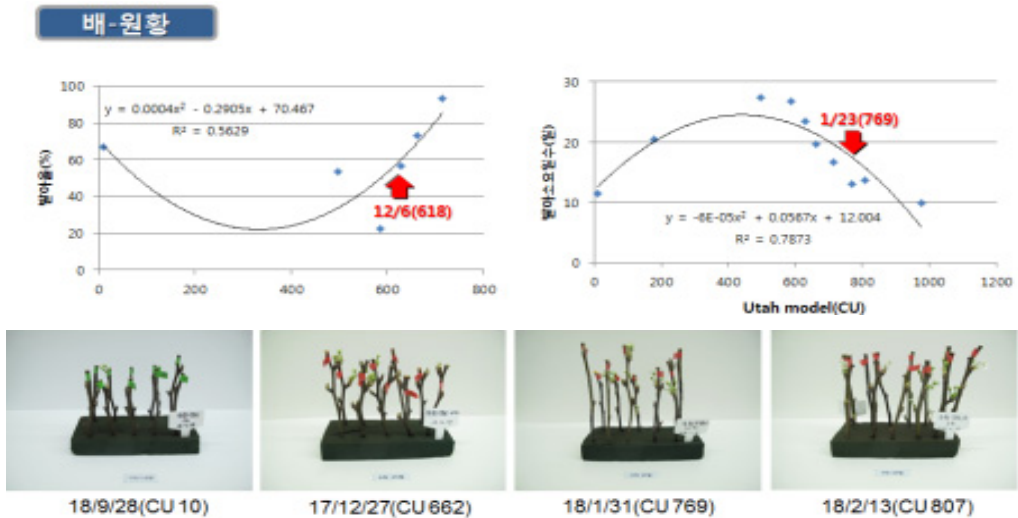 배-원황
발아율(%)
100
80
60
40
20
0
y = 0.0004x² - 0.2905x + 70.467
R² = 0.5629
12/6(618)
0 200 400 600 800
발아소요일수(일)
30
20
10
0
1/23(769)
y = -6E-05x² + 0.0567x + 12.004
R² = 0.7873
0 200 400 600 800 1000 1200
Utah model(CU)
18/9/28(CU 10)
17/12/27(CU 662)
18/1/31(CU 769)
18/2/13(CU 807)